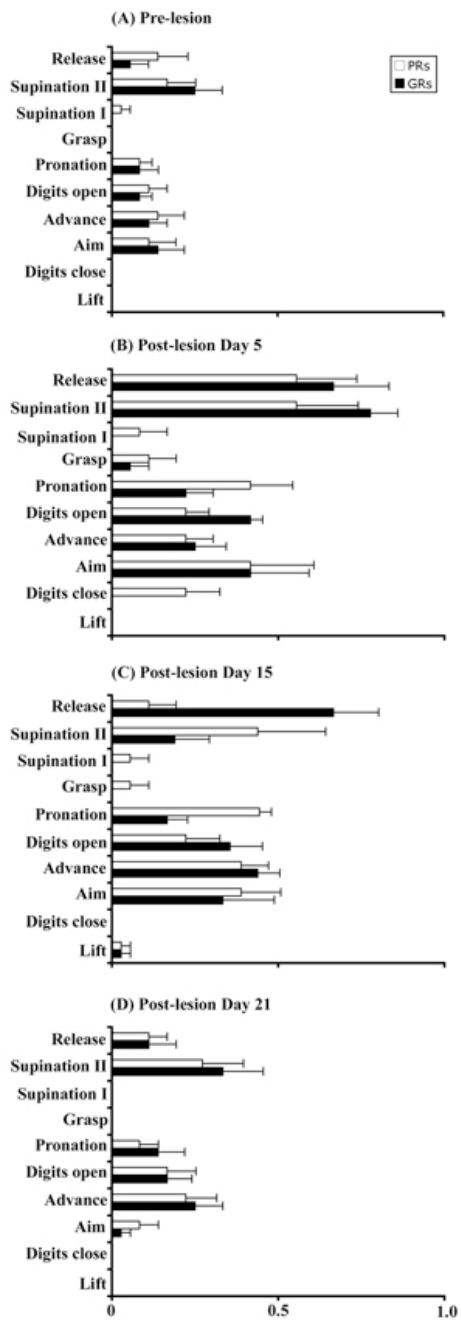 (A) Pre-lesion
Release
Supination II
Supination I
Grasp
Pronation
Digits open
Advance
Aim
Digits close
Lift
PRs
GRs
(B) Post-lesion Day 5
Release
Supination II
Supination I
Grasp
Pronation
Digits open
Advance
Aim
Digits close
Lift
(C) Post-lesion Day 15
Release
Supination II
Supination I
Grasp
Pronation
Digits open
Advance
Aim
Digits close
Lift
(D) Post-lesion Day 21
Release
Supination II
Supination I
Grasp
Pronation
Digits open
Advance
Aim
Digits close
Lift
0 0.5 1.0